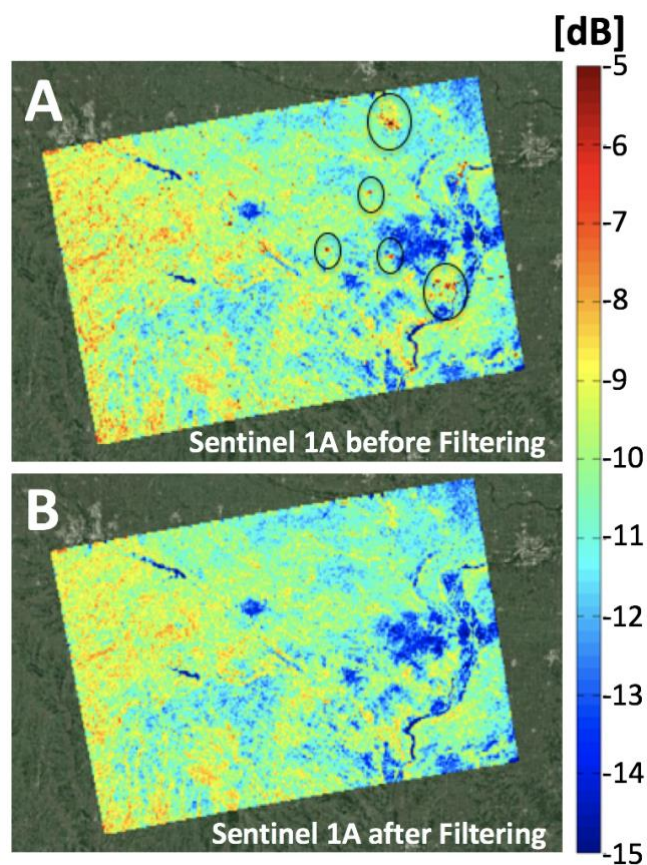 [dB]
A
-5
-6
-7
-8
-9
-10
-11
-12
-13
-14
-15
Sentinel 1A before Filtering
B
Sentinel 1A after Filtering